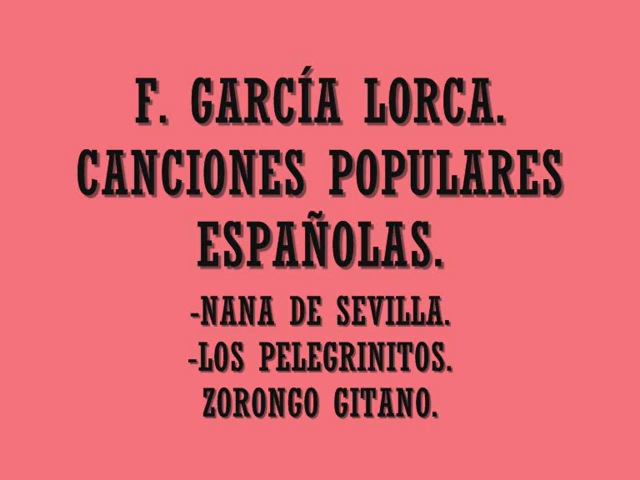 F. GARCÍA LORCA.
CANCIONES POPULARES
ESPAÑOLAS.
-NANA DE SEVILLA.
-LOS PELEGRINITOS.
ZORONGO GITANO.